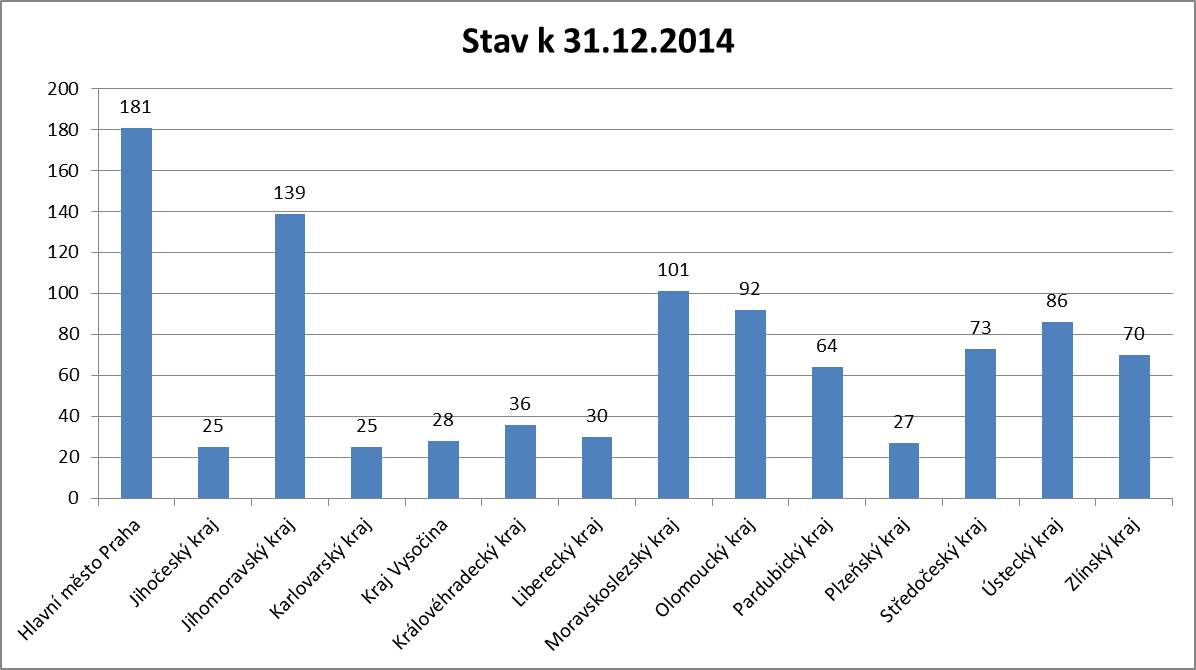 Stav k 31.12.2014
200
180
160
140
120
100
80
60
40
20
0
181
25
139
25
28
36
30
101
92
64
27
73
86
70
Hlavní město Praha
Jihočeský kraj
Jihomoravský kraj
Karlovarský kraj
Kraj Vysočina
Královéhradecký kraj
Liberecký kraj
Moravskoslezský kraj
Olomoucký kraj
Pardubický kraj
Plzeňský kraj
Středočeský kraj
Ústecký kraj
Zlínský kraj